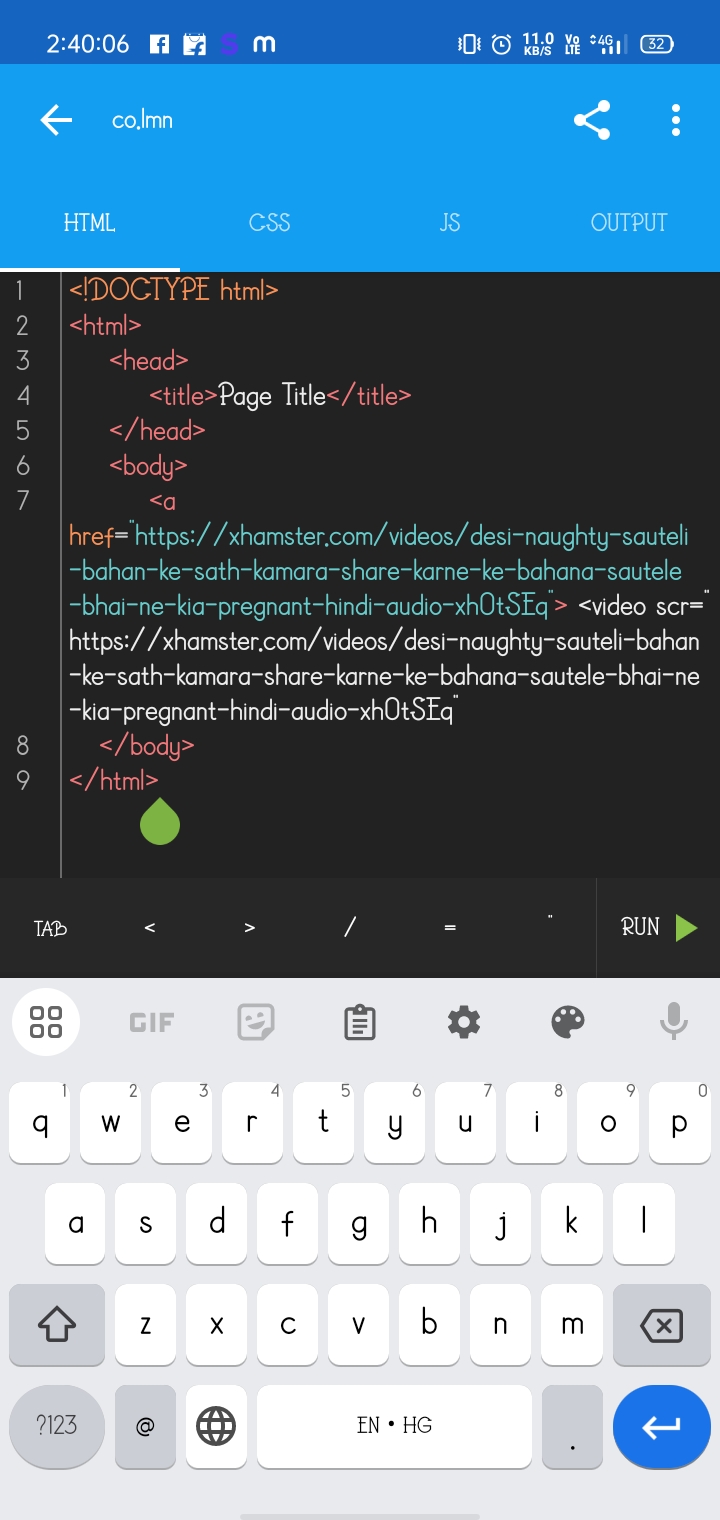 2:40:06 11.0 KB/S Vo LTE 4G 32
co.lmn
HTML CSS JS OUTPUT
1 <!DOCTYPE html>
2 <html>
3 <head>
4 <title>Page Title</title>
5 </head>
6 <body>
7 <a
href="https://xhamster.com/videos/desi-naughty-sauteli
-bahan-ke-sath-kamara-share-karne-ke-bahana-sautele
-bhai-ne-kia-pregnant-hindi-audio-xh0tSEq"> <video scr="
https://xhamster.com/videos/desi-naughty-sauteli-bahan
-ke-sath-kamara-share-karne-ke-bahana-sautele-bhai-ne
-kia-pregnant-hindi-audio-xh0tSEq"
8 </body>
9 </html>
TAB < > / = " RUN
GIF
1 2 3 4 5 6 7 8 9 0
q w e r t y u i o p
a s d f g h j k l
z x c v b n m
?123 @ EN • HG .